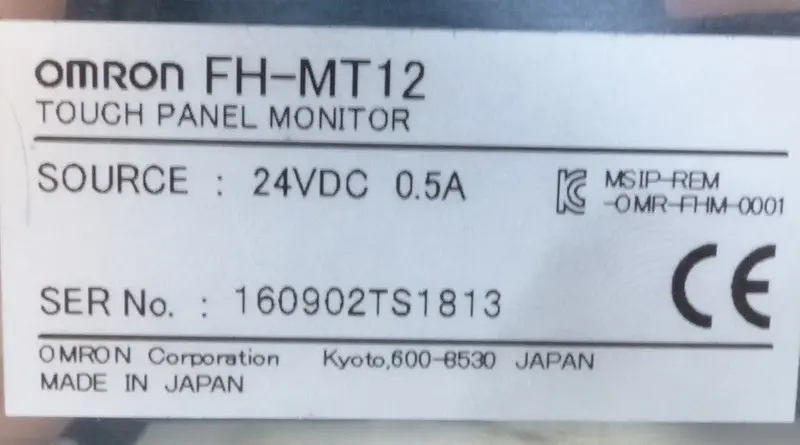 OMRON FH-MT12
TOUCH PANEL MONITOR
SOURCE : 24VDC 0.5A
MSIP-REM
-OMR-FHM-0001
SER No. : 160902TS1813
CE
OMRON Corporation Kyoto,600-8530 JAPAN
MADE IN JAPAN